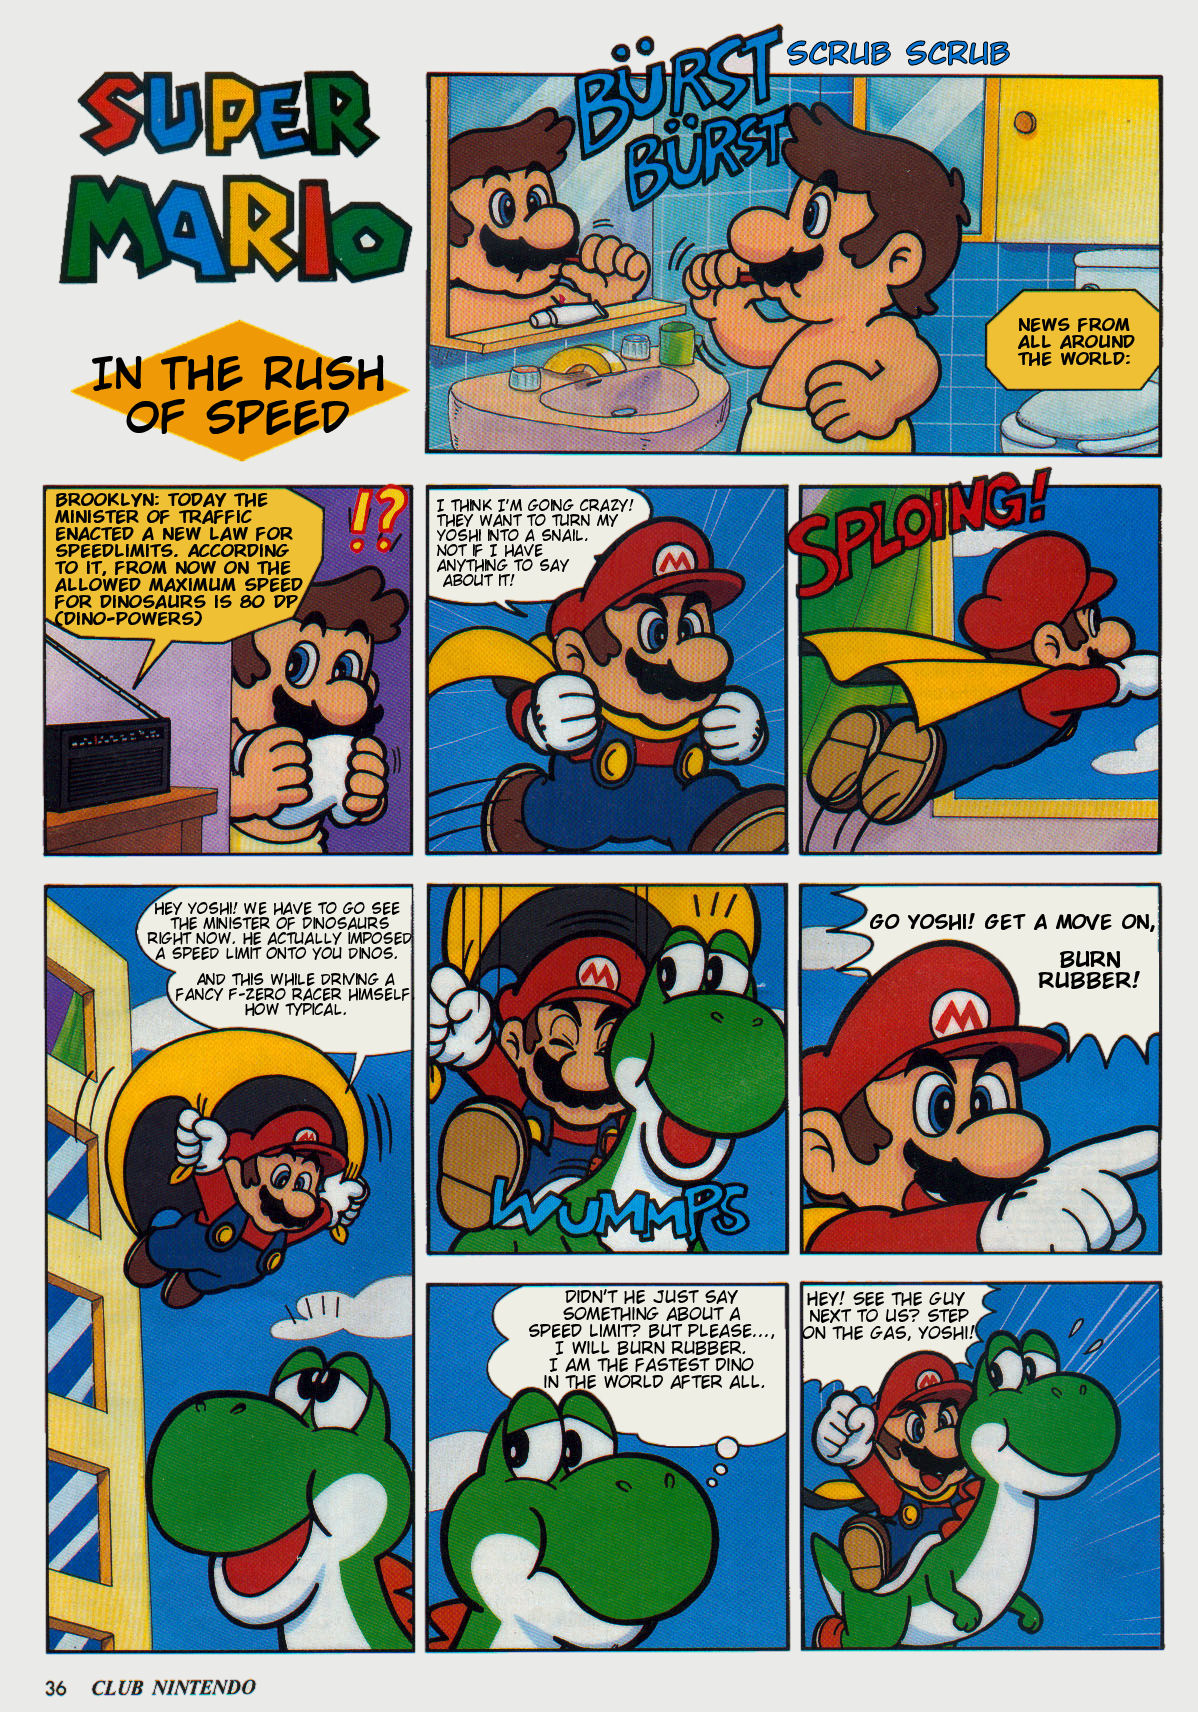 SUPER
MARIO
IN THE RUSH
OF SPEED
BÜRST
BÜRST
SCRUB SCRUB
NEWS FROM
ALL AROUND
THE WORLD:
BROOKLYN: TODAY THE
MINISTER OF TRAFFIC
ENACTED A NEW LAW FOR
SPEEDLIMITS. ACCORDING
TO IT, FROM NOW ON THE
ALLOWED MAXIMUM SPEED
FOR DINOSAURS IS 80 DP
(DINO-POWERS)
!?
I THINK I'M GOING CRAZY!
THEY WANT TO TURN MY
YOSHI INTO A SNAIL.
NOT IF I HAVE
ANYTHING TO SAY
ABOUT IT!
M
SPLOING!
HEY YOSHI! WE HAVE TO GO SEE
THE MINISTER OF DINOSAURS
RIGHT NOW. HE ACTUALLY IMPOSED
A SPEED LIMIT ONTO YOU DINOS.
AND THIS WHILE DRIVING A
FANCY F-ZERO RACER HIMSELF
HOW TYPICAL.
M
M
WUMMPS
GO YOSHI! GET A MOVE ON,
BURN
RUBBER!
M
DIDN'T HE JUST SAY
SOMETHING ABOUT A
SPEED LIMIT? BUT PLEASE...,
I WILL BURN RUBBER.
I AM THE FASTEST DINO
IN THE WORLD AFTER ALL.
HEY! SEE THE GUY
NEXT TO US? STEP
ON THE GAS, YOSHI!
M
36 CLUB NINTENDO